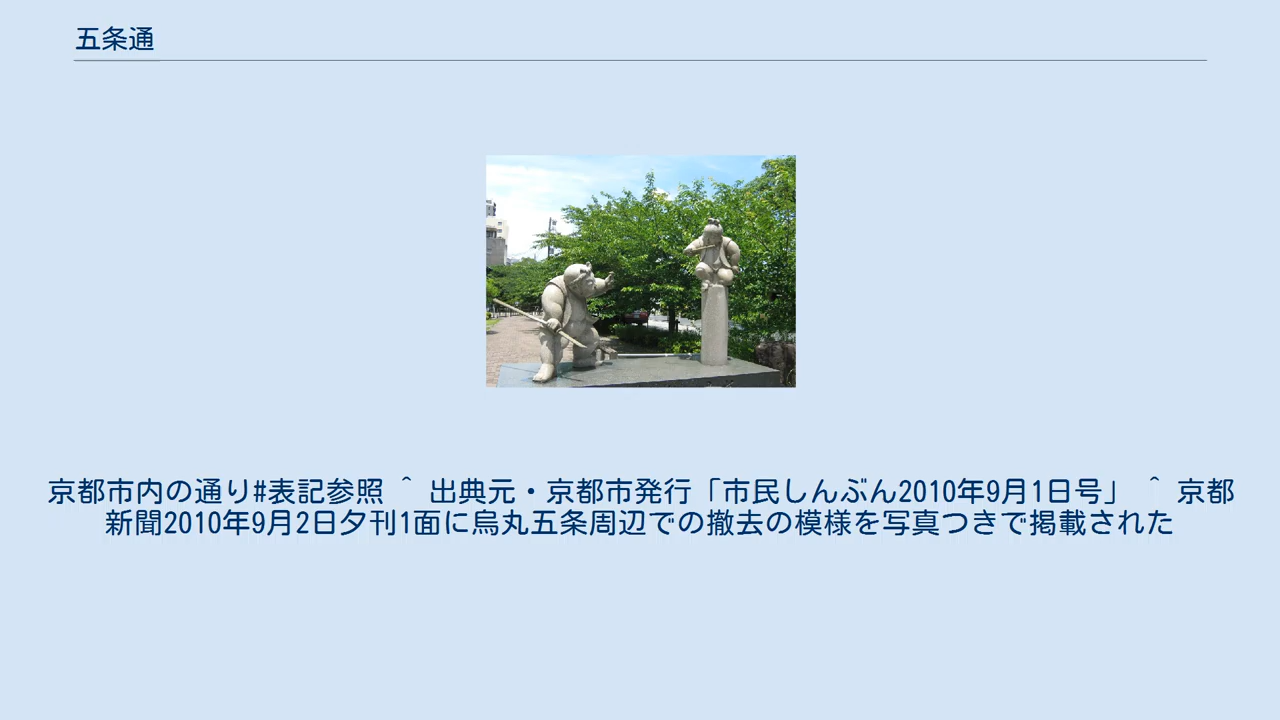 五条通
京都市内の通り#表記参照 ^ 出典元・京都市発行「市民しんぶん2010年9月1日号」 ^ 京都
新聞2010年9月2日夕刊1面に烏丸五条周辺での撤去の模様を写真つきで掲載された